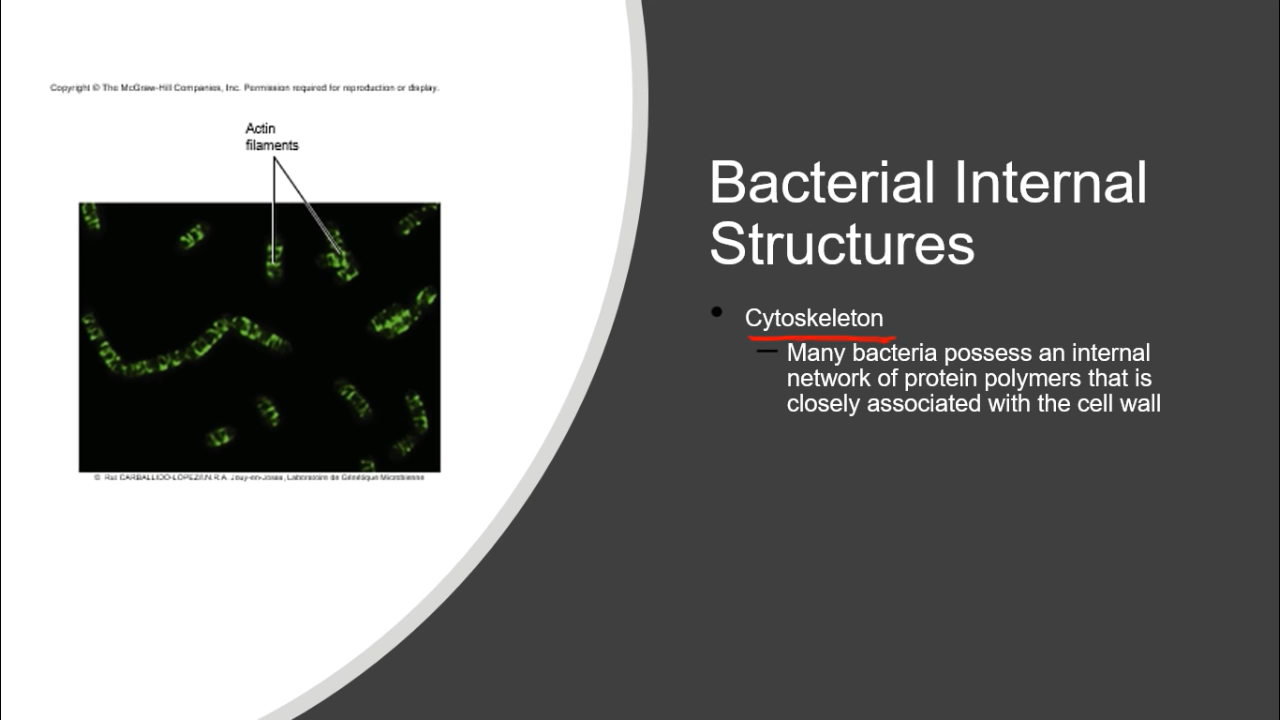 Copyright © The McGraw-Hill Companies, Inc. Permission required for reproduction or display.
Actin
filaments
© Rut CARBALLIDO-LOPEZ/I.N.R.A. Jouy-en-Josas, Laboratoire de Génétique Microbienne
Bacterial Internal
Structures
• Cytoskeleton
– Many bacteria possess an internal
network of protein polymers that is
closely associated with the cell wall